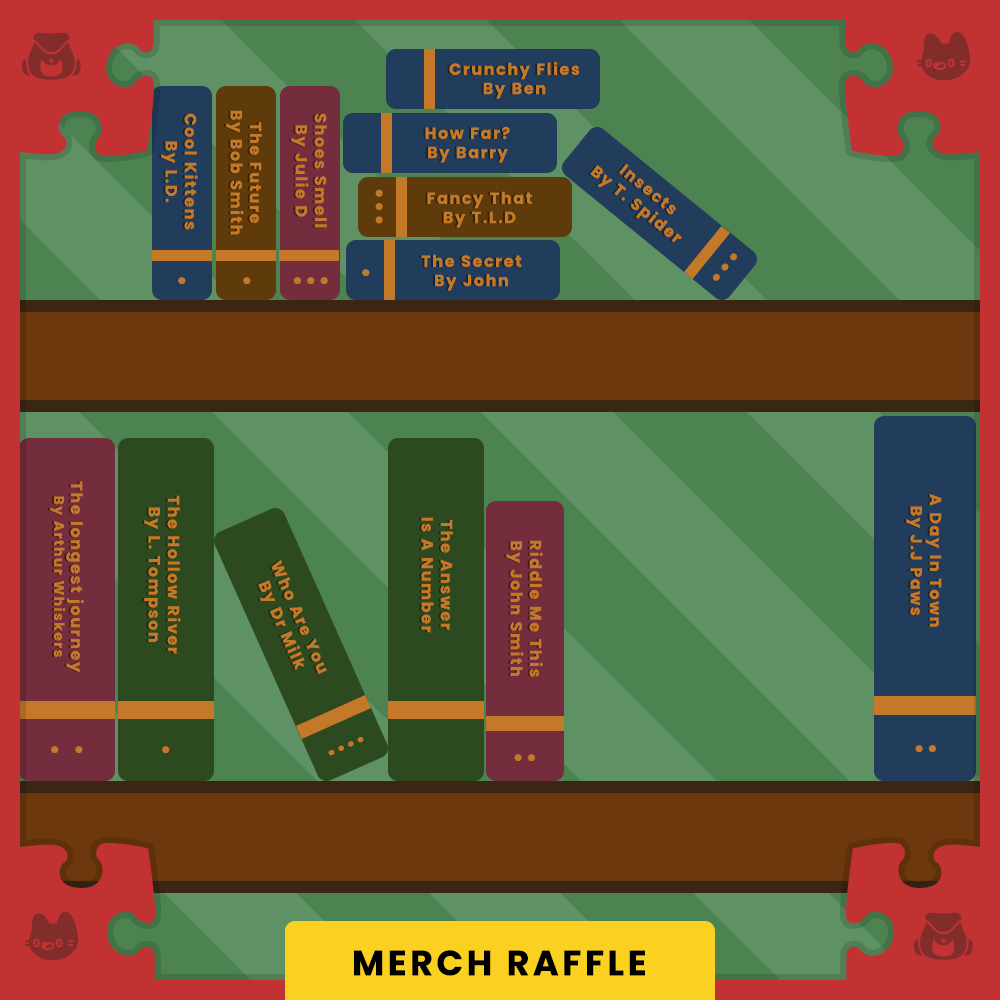 Cool Kittens
By L.D.
The Future
By Bob Smith
Shoes Smell
By Julie D
Crunchy Flies
By Ben
How Far?
By Barry
Fancy That
By T.L.D
The Secret
By John
Insects
By T. Spider
The longest journey
By Arthur Whiskers
The Hollow River
By L. Tompson
Who Are You
By Dr Milk
The Answer
Is A Number
Riddle Me This
By John Smith
A Day In Town
By J.J Paws
MERCH RAFFLE